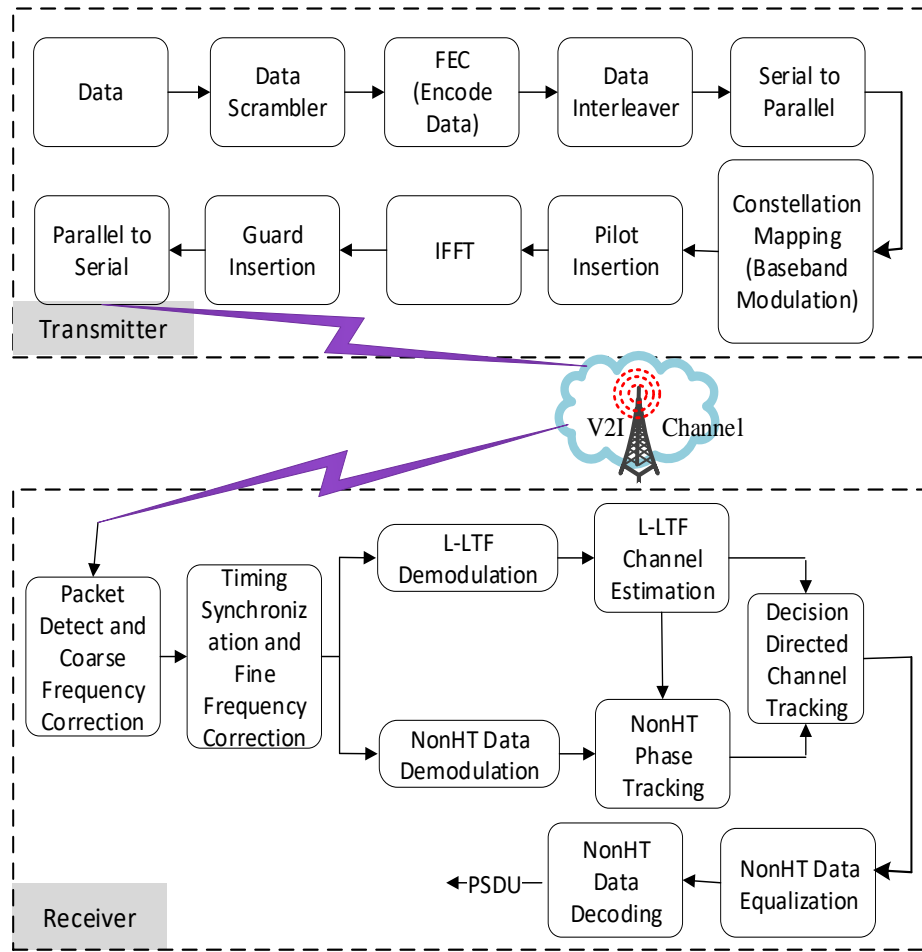 Data
Data
Scrambler
FEC
(Encode
Data)
Data
Interleaver
Serial to
Parallel
Parallel to
Serial
Guard
Insertion
IFFT
Pilot
Insertion
Constellation
Mapping
(Baseband
Modulation)
Transmitter
V2I Channel
Packet
Detect and
Coarse
Frequency
Correction
Timing
Synchroniz
ation and
Fine
Frequency
Correction
L-LTF
Demodulation
L-LTF
Channel
Estimation
NonHT Data
Demodulation
NonHT
Phase
Tracking
Decision
Directed
Channel
Tracking
PSDU
NonHT
Data
Decoding
NonHT Data
Equalization
Receiver